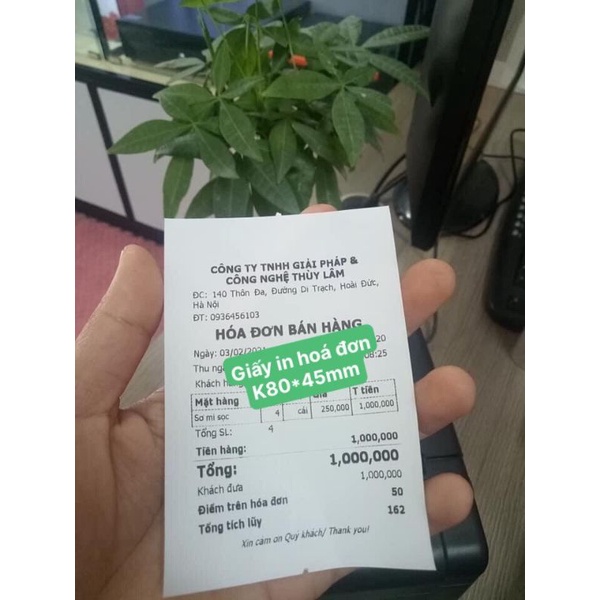 CÔNG TY TNHH GIẢI PHÁP &
CÔNG NGHỆ THÙY LÂM
ĐC: 140 Thôn Đa, Đường Di Trạch, Hoài Đức,
Hà Nội
ĐT: 0936456103
HÓA ĐƠN BÁN HÀNG
Ngày: 03/02/
Thu
08:25
Khách
Giấy in hoá đơn
K80*45mm
Mặt hàng T tiền
Sơ mi sọc 4 cái 250,000 1,000,000
Tổng SL: 4
Tiền hàng: 1,000,000
Tổng: 1,000,000
Khách đưa 1,000,000
Điểm trên hóa đơn 50
Tổng tích lũy 162
Xin cảm ơn Quý khách/ Thank you!